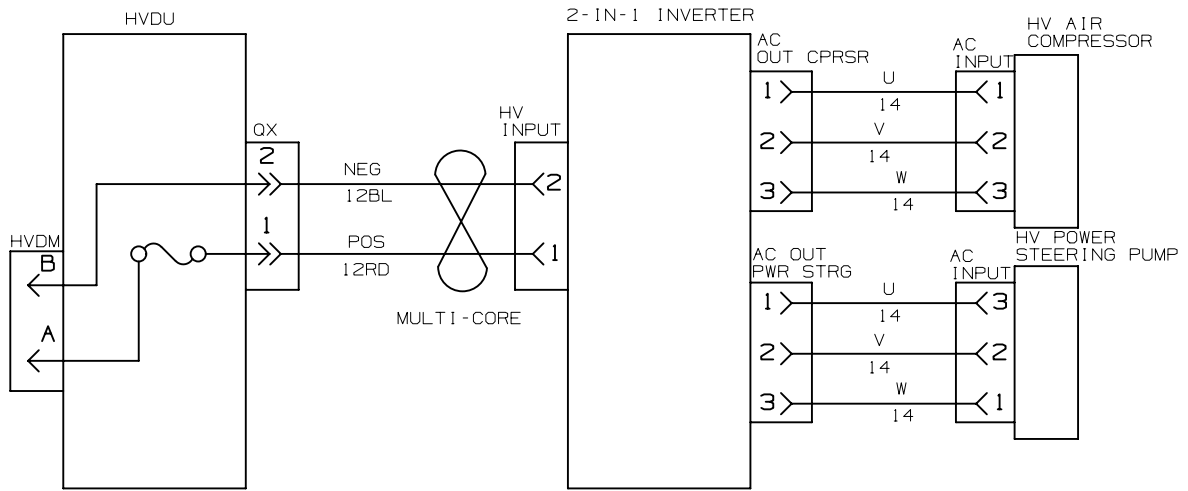 HVDU
2-IN-1 INVERTER
HV AIR
COMPRESSOR
AC
OUT CPRSR
AC
INPUT
1
U
14
1
2
V
14
2
3
W
14
3
QX
2
NEG
12BL
HV
INPUT
2
1
POS
12RD
1
MULTI-CORE
HVDM
B
A
HV POWER
STEERING PUMP
AC OUT
PWR STRG
AC
INPUT
1
U
14
3
2
V
14
2
3
W
14
1